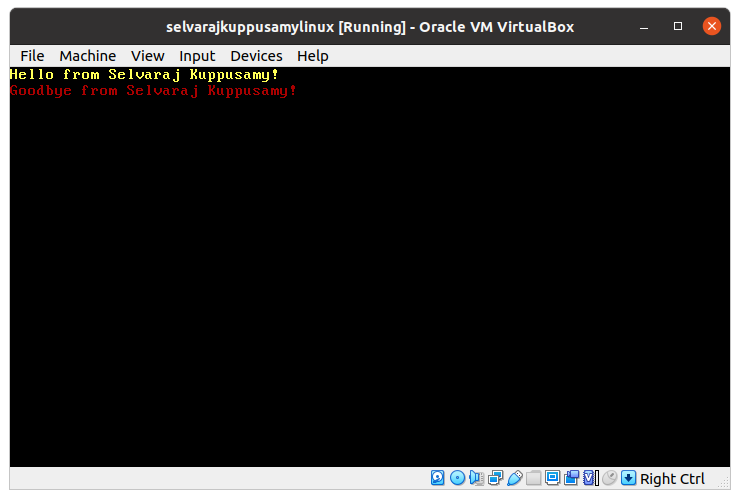 selvarajkuppusamylinux [Running] - Oracle VM VirtualBox
File Machine View Input Devices Help
Hello from Selvaraj Kuppusamy!
Goodbye from Selvaraj Kuppusamy!
Right Ctrl